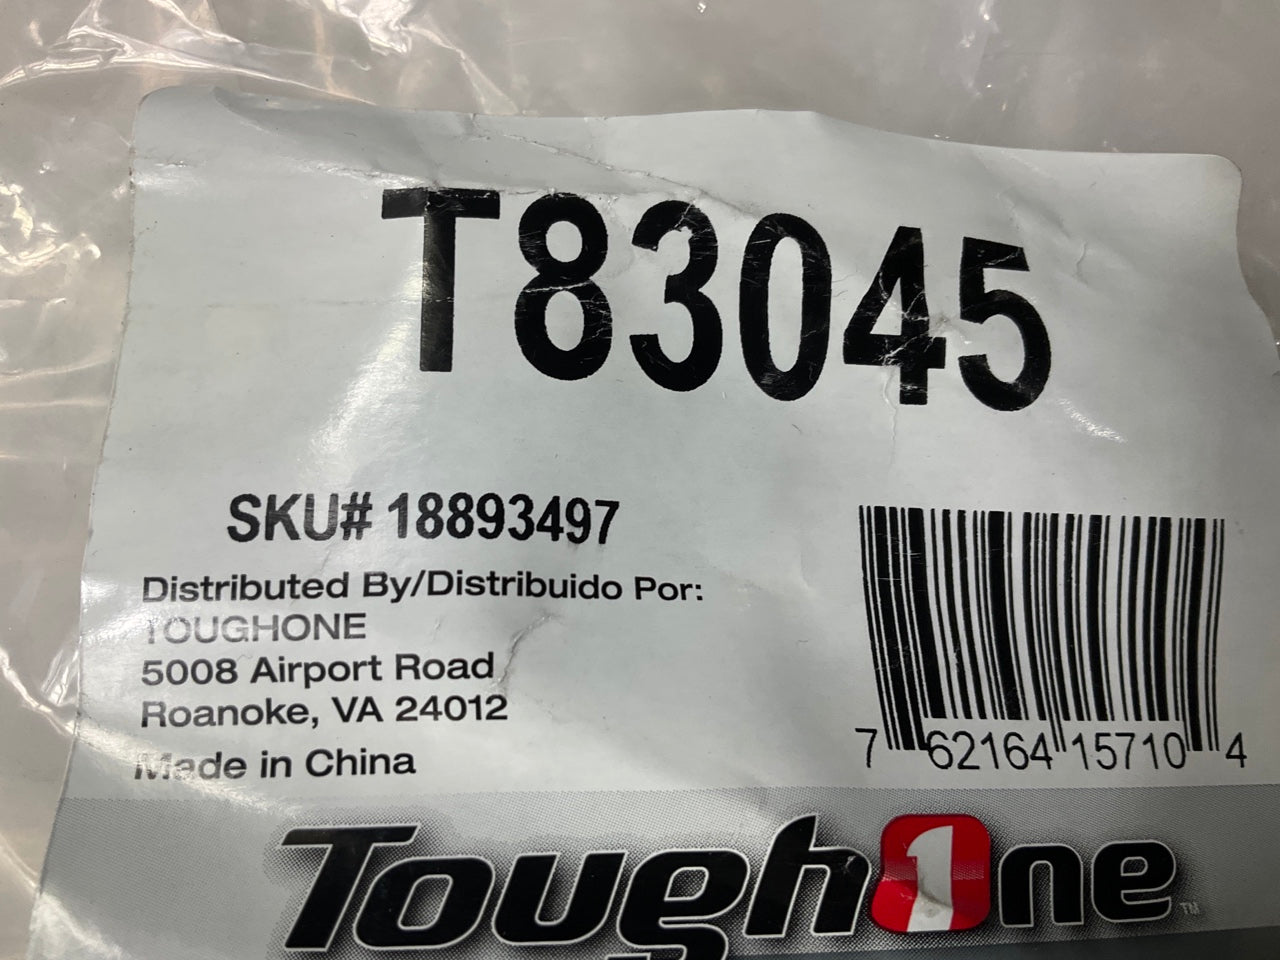 T83045
SKU# 18893497
Distributed By/Distribuido Por:
TOUGHONE
5008 Airport Road
Roanoke, VA 24012
Made in China
7 62164 15710 4
Tough1ne™